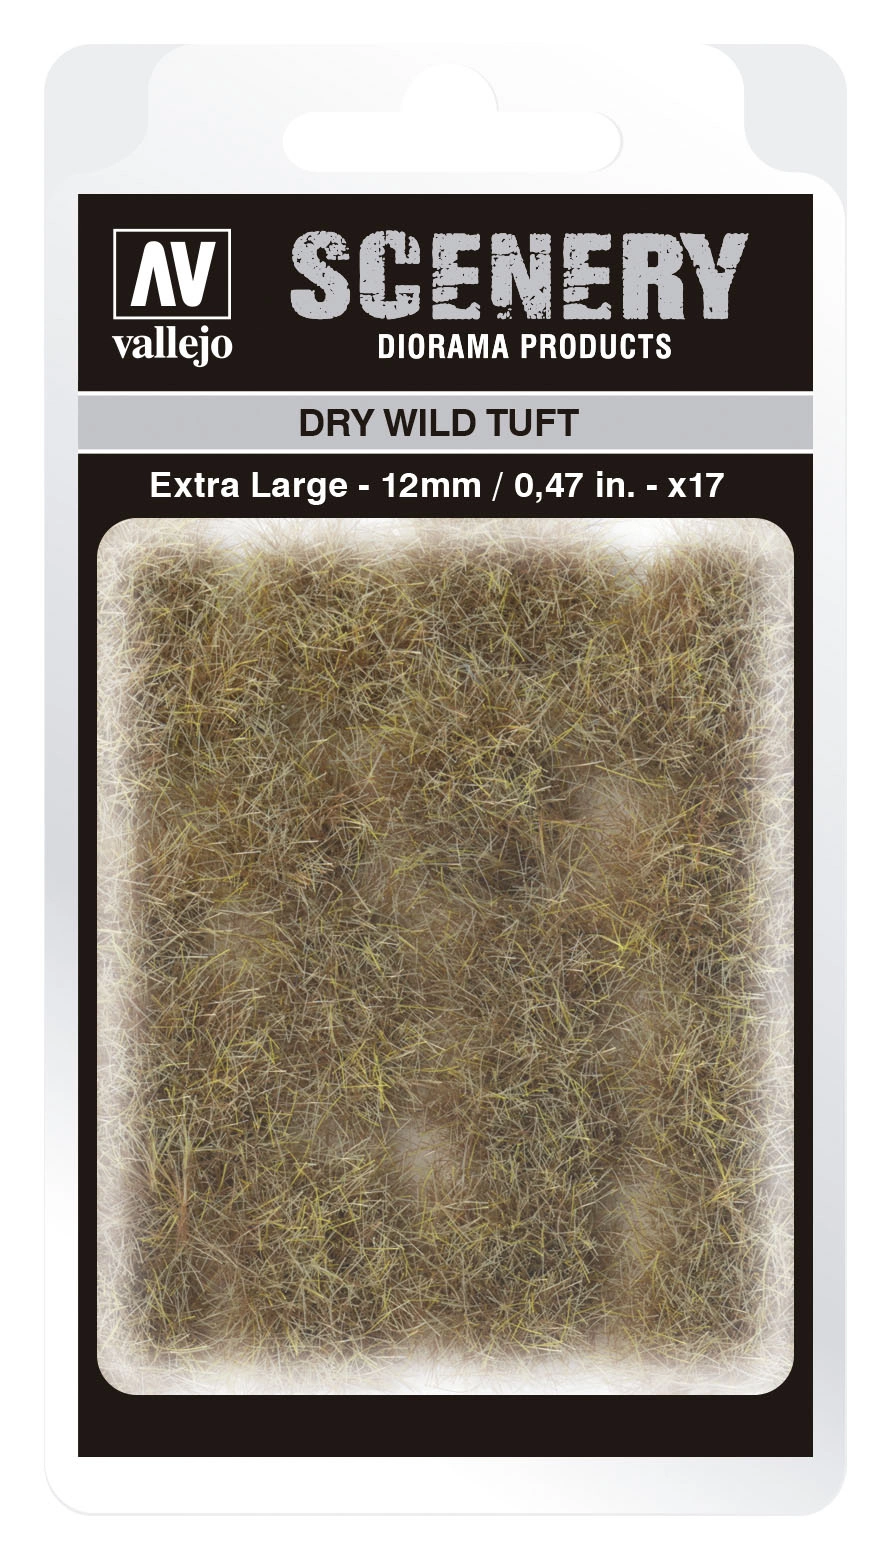 AV
vallejo
SCENERY
DIORAMA PRODUCTS
DRY WILD TUFT
Extra Large - 12mm / 0,47 in. - x17